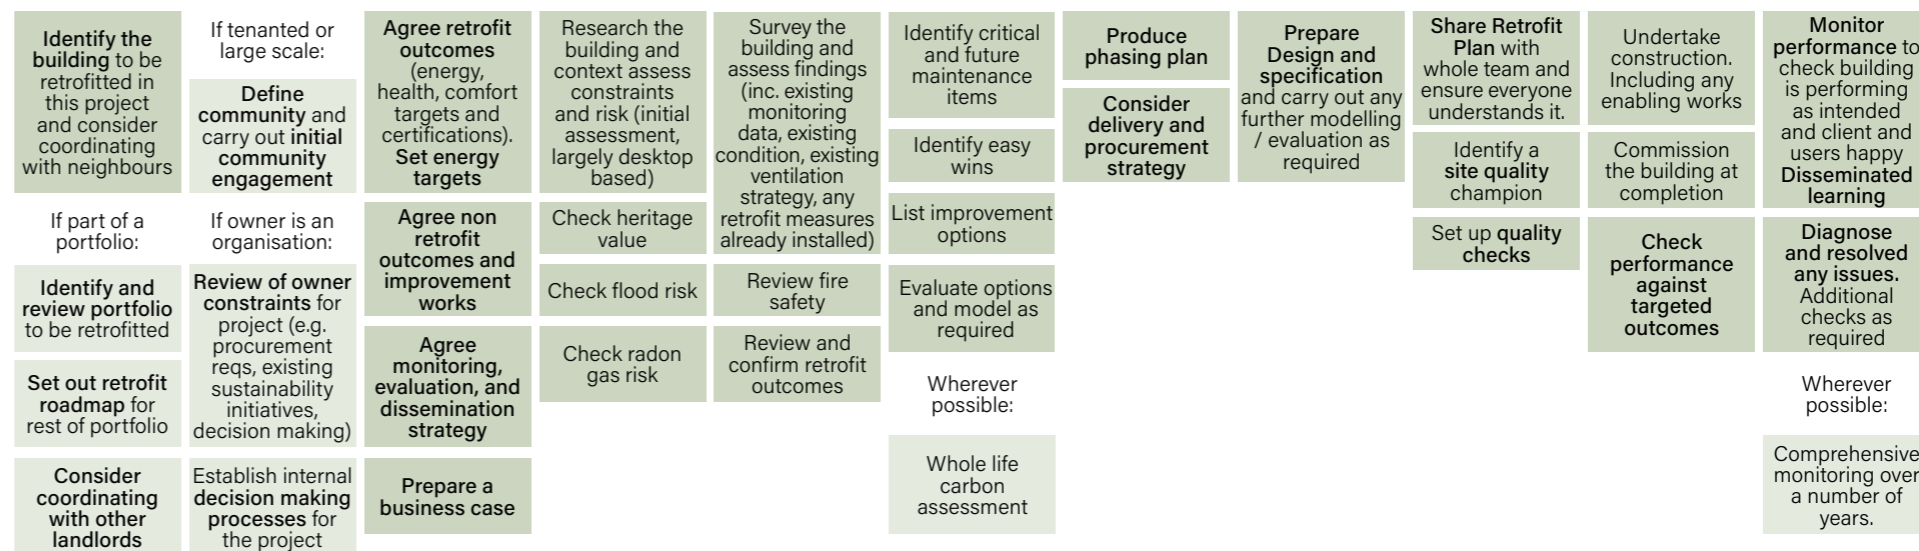 Identify the
building to be
retrofitted in
this project
and consider
coordinating
with neighbours
If part of a
portfolio:
Identify and
review portfolio
to be retrofitted
Set out retrofit
roadmap for
rest of portfolio
Consider
coordinating
with other
landlords
If tenanted or
large scale:
Define
community and
carry out initial
community
engagement
If owner is an
organisation:
Review of owner
constraints for
project (e.g.
procurement
reqs, existing
sustainability
initiatives,
decision making)
Establish internal
decision making
processes for
the project
Agree retrofit
outcomes
(energy,
health, comfort
targets and
certifications).
Set energy
targets
Agree non
retrofit
outcomes and
improvement
works
Agree
monitoring,
evaluation, and
dissemination
strategy
Prepare a
business case
Research the
building and
context assess
constraints
and risk (initial
assessment,
largely desktop
based)
Check heritage
value
Check flood risk
Check radon
gas risk
Survey the
building and
assess findings
(inc. existing
monitoring
data, existing
condition, existing
ventilation
strategy, any
retrofit measures
already installed)
Review fire
safety
Review and
confirm retrofit
outcomes
Identify critical
and future
maintenance
items
Identify easy
wins
List improvement
options
Evaluate options
and model as
required
Wherever
possible:
Whole life
carbon
assessment
Produce
phasing plan
Consider
delivery and
procurement
strategy
Prepare
Design and
specification
and carry out any
further modelling
/ evaluation as
required
Share Retrofit
Plan with
whole team and
ensure everyone
understands it.
Identify a
site quality
champion
Set up quality
checks
Undertake
construction.
Including any
enabling works
Commission
the building at
completion
Check
performance
against
targeted
outcomes
Monitor
performance to
check building
is performing
as intended
and client and
users happy
Disseminated
learning
Diagnose
and resolved
any issues.
Additional
checks as
required
Wherever
possible:
Comprehensive
monitoring over
a number of
years.